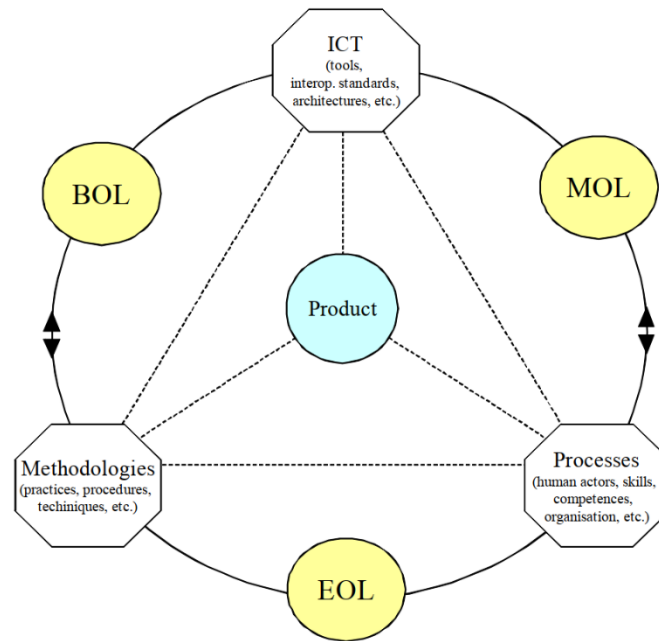 ICT
(tools,
interop. standards,
architectures, etc.)
BOL
MOL
Product
Methodologies
(practices, procedures,
techiniques, etc.)
Processes
(human actors, skills,
competences,
organisation, etc.)
EOL